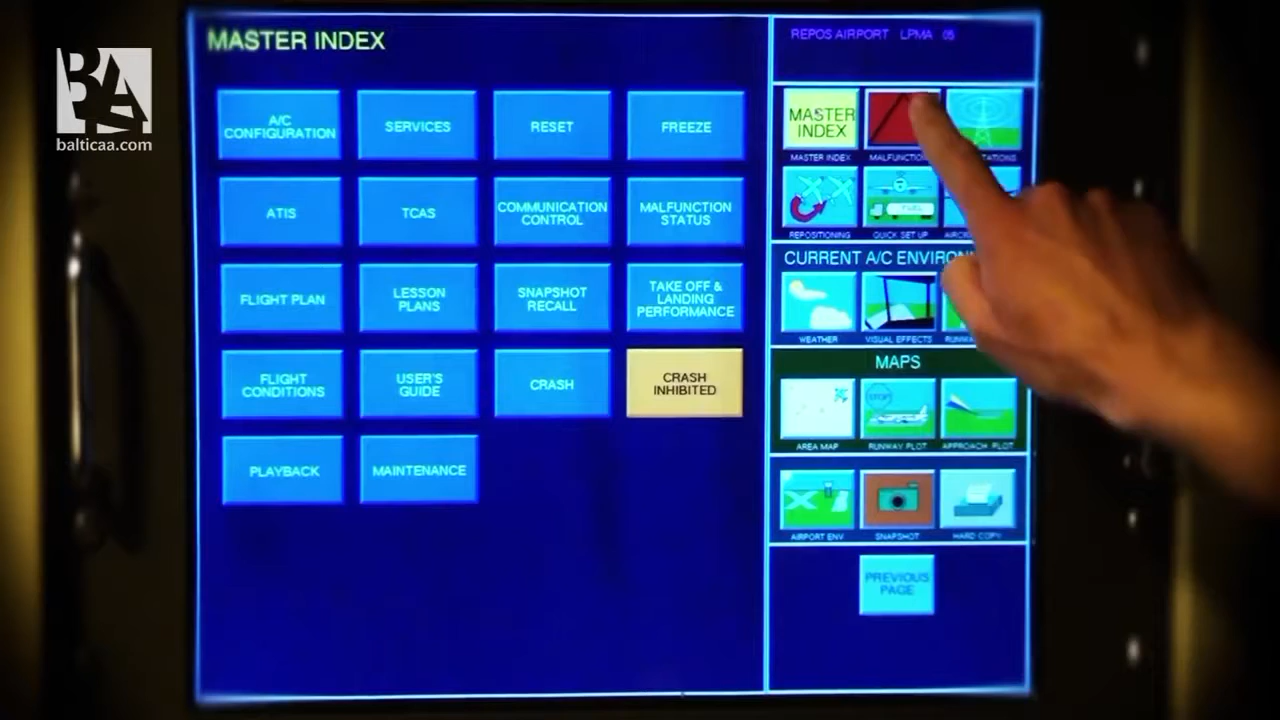 BA
balticaa.com
MASTER INDEX
A/C
CONFIGURATION
SERVICES
RESET
FREEZE
ATIS
TCAS
COMMUNICATION
CONTROL
MALFUNCTION
STATUS
FLIGHT PLAN
LESSON
PLANS
SNAPSHOT
RECALL
TAKE OFF &
LANDING
PERFORMANCE
FLIGHT
CONDITIONS
USER'S
GUIDE
CRASH
CRASH
INHIBITED
PLAYBACK
MAINTENANCE
REPOS AIRPORT LPMA 05
MASTER
INDEX
MASTER INDEX
REPOSITIONING
FUEL
QUICK SET UP
CURRENT A/C
WEATHER
VISUAL EFFECTS
MAPS
AREA MAP
STOP
RUNWAY PLOT
APPROACH PLOT
AIRPORT ENV
SNAPSHOT
HARD COPY
PREVIOUS
PAGE